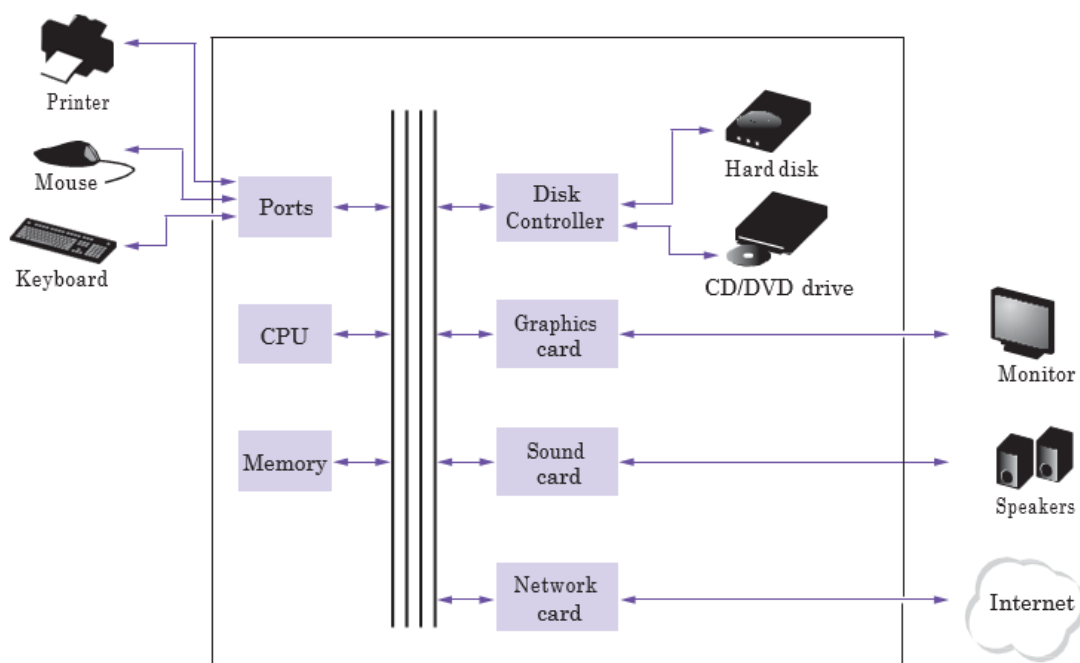 Printer
Mouse
Keyboard
Ports
CPU
Memory
Disk
Controller
Graphics
card
Sound
card
Network
card
Hard disk
CD/DVD drive
Monitor
Speakers
Internet